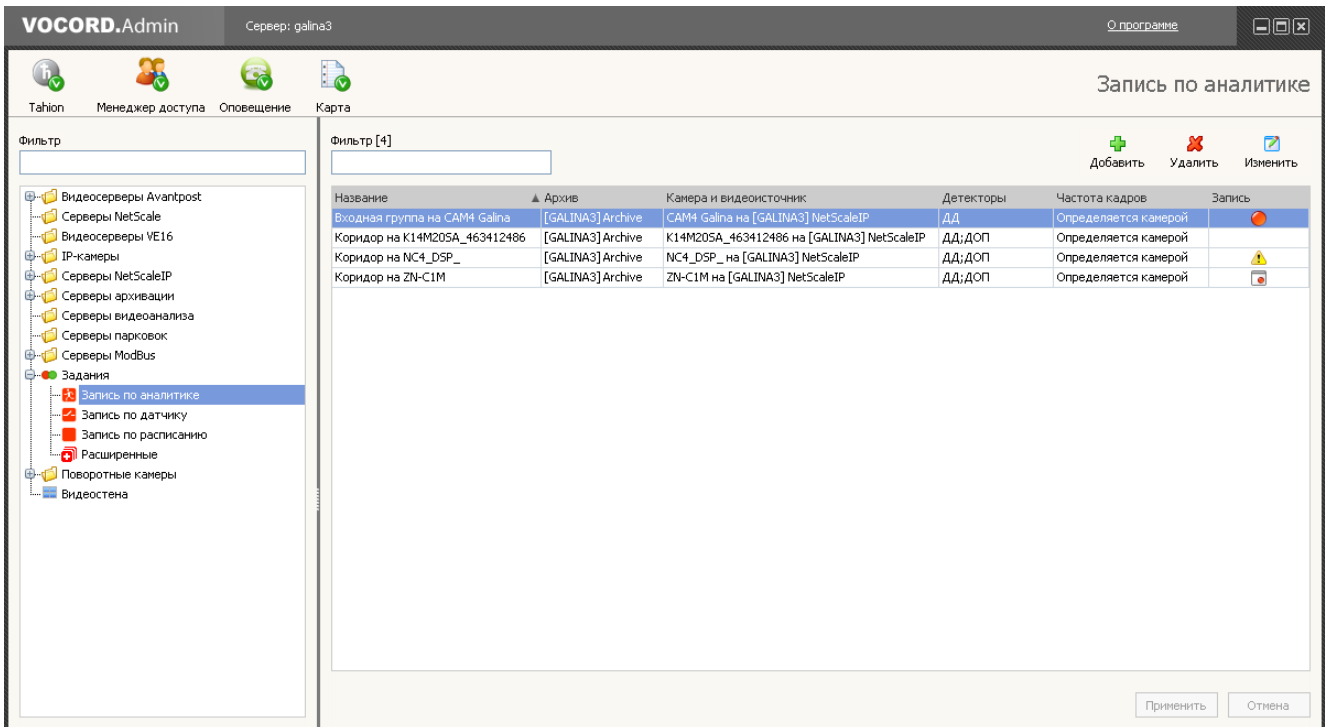 VOCORD.Admin Сервер: galina3 О программе
Tahion Менеджер доступа Оповещение Карта Запись по аналитике
Фильтр
Видеосерверы Avantpost
Серверы NetScale
Видеосерверы VE16
IP-камеры
Серверы NetScaleIP
Серверы архивации
Серверы видеоанализа
Серверы парковок
Серверы ModBus
Задания
Запись по аналитике
Запись по датчику
Запись по расписанию
Расширенные
Поворотные камеры
Видеостена
Фильтр [4]
Добавить Удалить Изменить
Название Архив Камера и видеоисточник Детекторы Частота кадров Запись
Входная группа на CAM4 Galina [GALINA3] Archive CAM4 Galina на [GALINA3] NetScaleIP ДД Определяется камерой
Коридор на K14M20SA_463412486 [GALINA3] Archive K14M20SA_463412486 на [GALINA3] NetScaleIP ДД;ДОП Определяется камерой
Коридор на NC4_DSP_ [GALINA3] Archive NC4_DSP_ на [GALINA3] NetScaleIP ДД;ДОП Определяется камерой
Коридор на ZN-C1M [GALINA3] Archive ZN-C1M на [GALINA3] NetScaleIP ДД;ДОП Определяется камерой
Применить Отмена